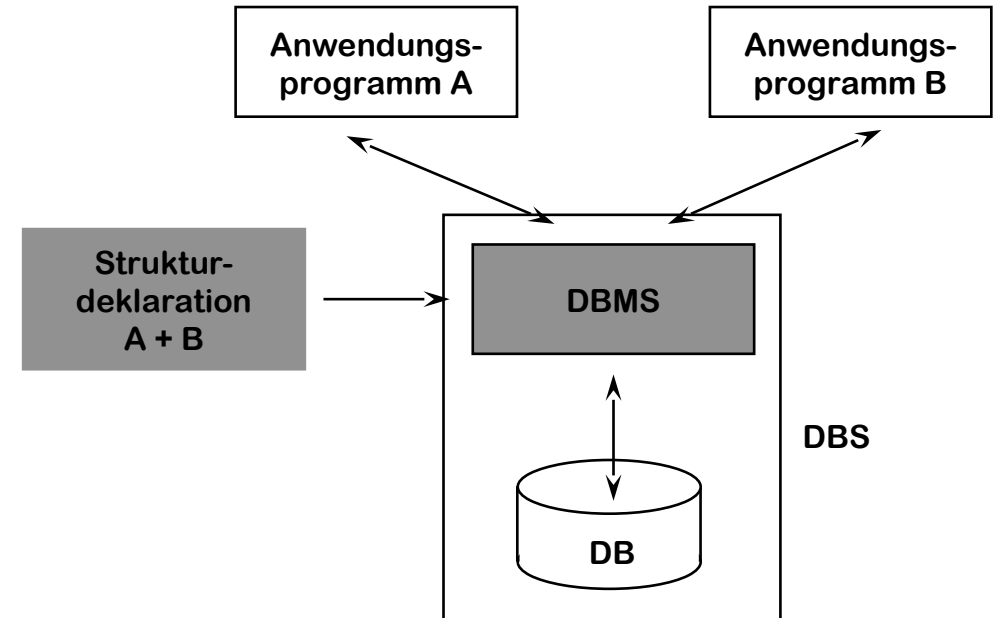 Anwendungs-
programm A
Anwendungs-
programm B
Struktur-
deklaration
A + B
DBMS
DBS
DB